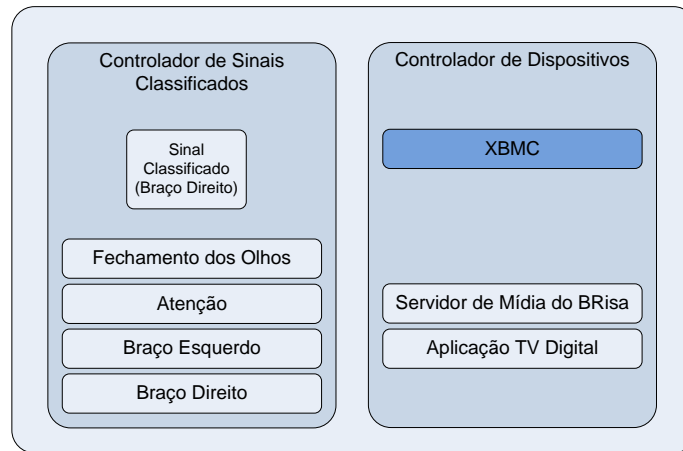 Controlador de Sinais
Classificados
Sinal
Classificado
(Braço Direito)
Fechamento dos Olhos
Atenção
Braço Esquerdo
Braço Direito
Controlador de Dispositivos
XBMC
Servidor de Mídia do BRisa
Aplicação TV Digital